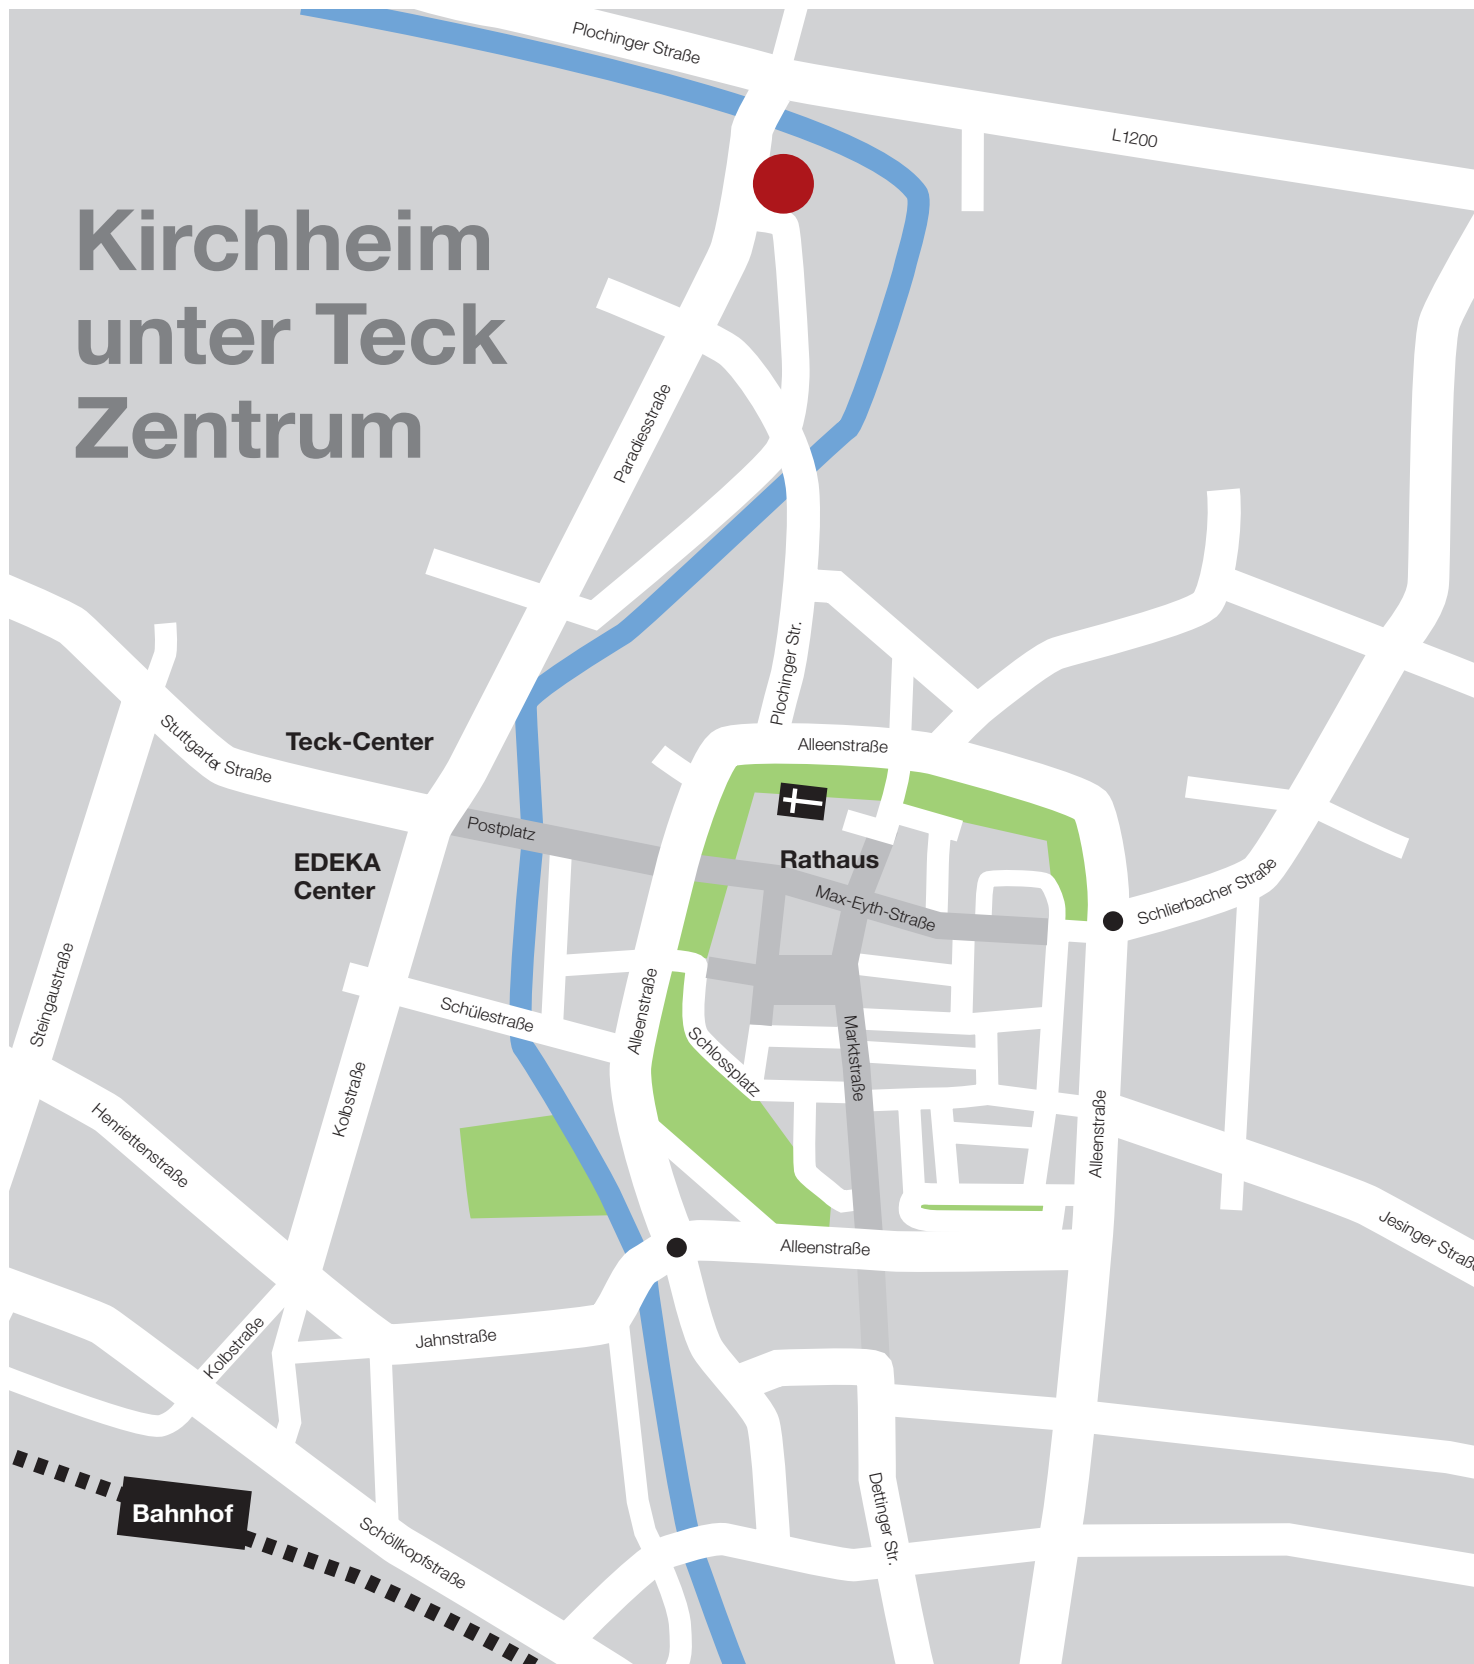 Plochinger Straße
L1200
Kirchheim
unter Teck
Zentrum
Paradiesstraße
Plochinger Str.
Stuttgarter Straße
Teck-Center
Alleenstraße
Postplatz
EDEKA
Center
Rathaus
Max-Eyth-Straße
Schlierbacher Straße
Steingaustraße
Schülestraße
Alleenstraße
Schlossplatz
Marktstraße
Kolbstraße
Henriettenstraße
Alleenstraße
Jesinger Straße
Alleenstraße
Kolbstraße
Jahnstraße
Bahnhof
Schöllkopfstraße
Dettinger Str.